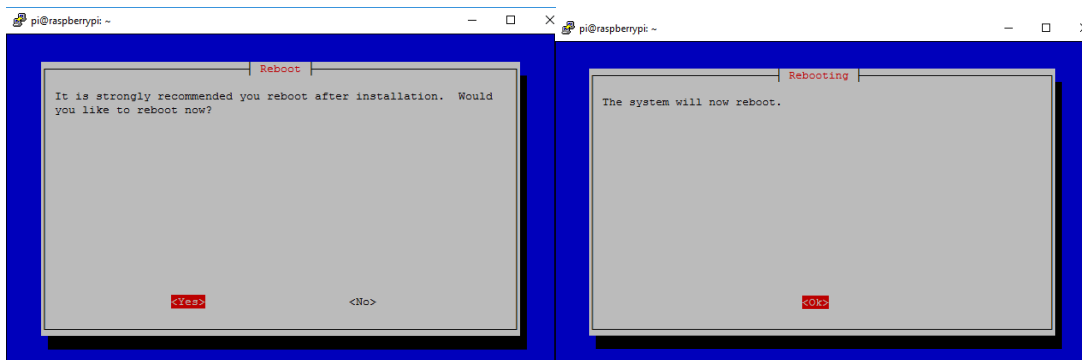 pi@raspberrypi: ~
Reboot
It is strongly recommended you reboot after installation.  Would
you like to reboot now?
<Yes> <No>
pi@raspberrypi: ~
Rebooting
The system will now reboot.
<Ok>